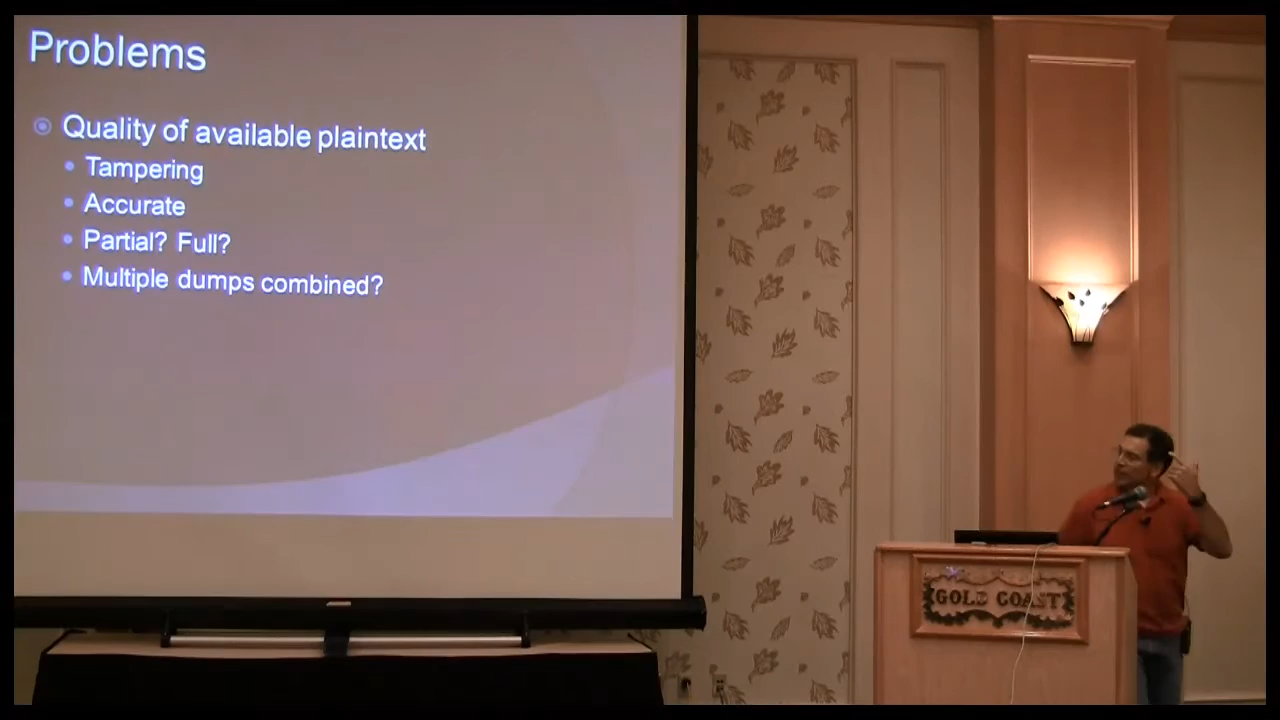 Problems
Quality of available plaintext
Tampering
Accurate
Partial? Full?
Multiple dumps combined?
GOLD COAST